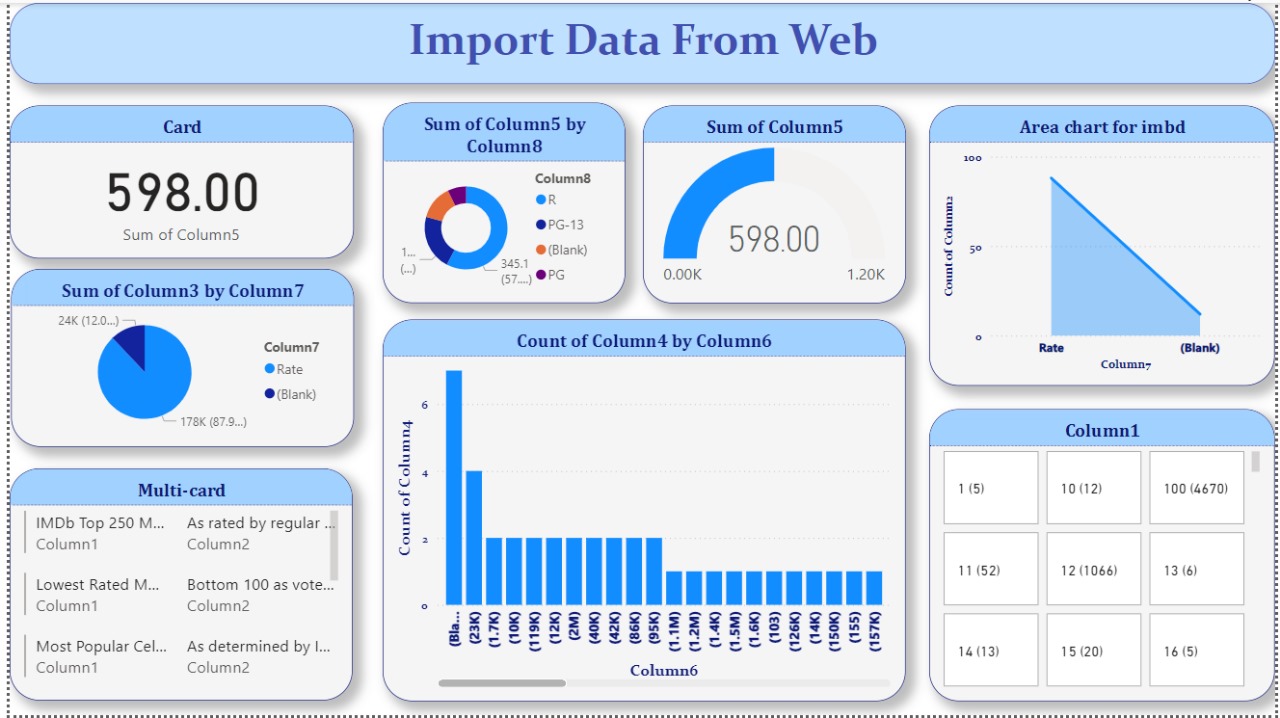 Import Data From Web
Card
598.00
Sum of Column5
Sum of Column5 by
Column8
Column8
R
PG-13
(Blank)
PG
1...
(...)
345.1
(57....)
Sum of Column5
598.00
0.00K
1.20K
Area chart for imbd
100
50
0
Count of Column2
Rate
(Blank)
Column7
Sum of Column3 by Column7
24K (12.0...)
Column7
Rate
(Blank)
178K (87.9...)
Count of Column4 by Column6
Count of Column4
6
4
2
0
(Bla...
(23K)
(1.7K)
(10K)
(119K)
(12K)
(2M)
(40K)
(42K)
(86K)
(95K)
(1.1M)
(1.2M)
(1.4K)
(1.5M)
(1.6K)
(103)
(126K)
(14K)
(150K)
(155)
(157K)
Column6
Multi-card
IMDb Top 250 M... As rated by regular ...
Column1 Column2
Lowest Rated M... Bottom 100 as vote...
Column1 Column2
Most Popular Cel... As determined by I...
Column1 Column2
Column1
1 (5) 10 (12) 100 (4670)
11 (52) 12 (1066) 13 (6)
14 (13) 15 (20) 16 (5)